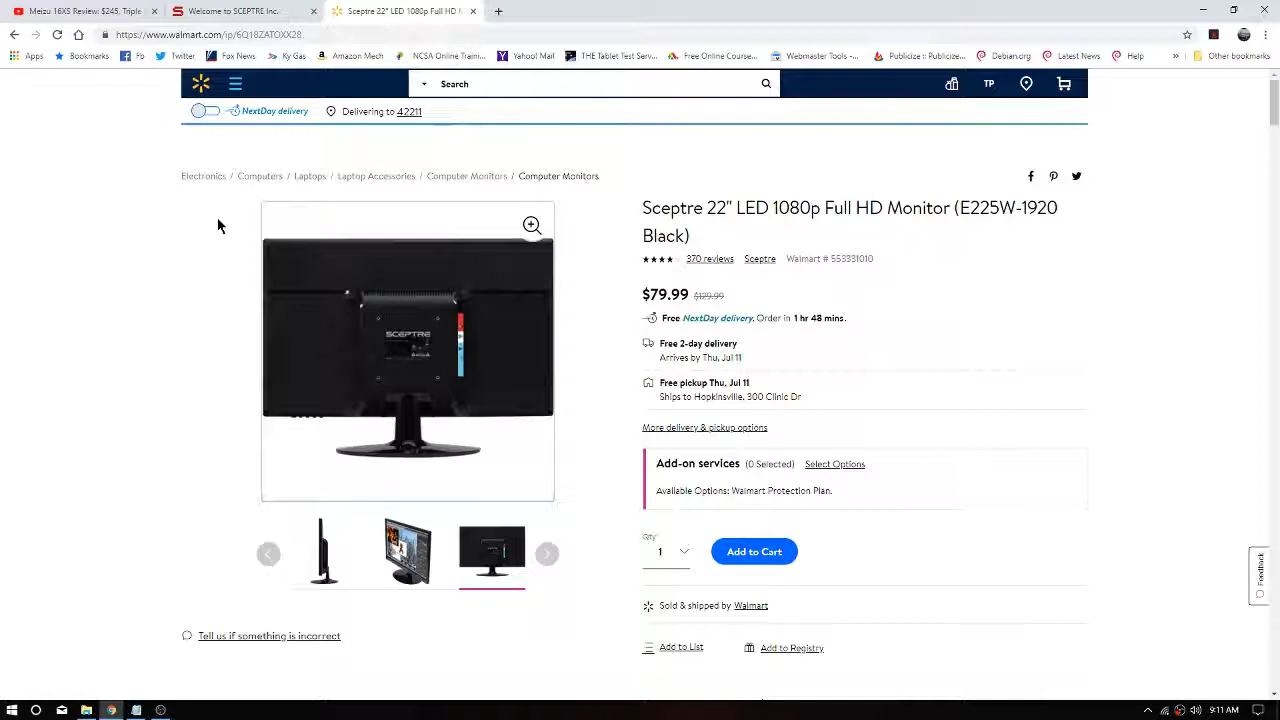 Meizu 16XS Review: $245, Triple
Welcome to SCEPTRE Inc.
Sceptre 22" LED 1080p Full HD M
https://www.walmart.com/ip/6Q18ZATOXX28
Apps
Bookmarks
Fb
Twitter
Fox News
Ky Gas
Amazon Mech
NCSA Online Train...
Yahoo! Mail
THE Tablet Test Serv...
Free Online Course...
Webmaster Tools -...
Publicize :: Publicize...
Debian.org
Latest News
Help
»
Other bookmarks
Search
TP
NextDay delivery
Delivering to 42211
Electronics / Computers / Laptops / Laptop Accessories / Computer Monitors / Computer Monitors
SCEPTRE
Sceptre 22" LED 1080p Full HD Monitor (E225W-1920
Black)
370 reviews Sceptre Walmart # 553331010
$79.99 $129.99
Free NextDay delivery. Order in 1 hr 48 mins.
Free 2-day delivery
Arrives by Thu, Jul 11
Free pickup Thu, Jul 11
Ships to Hopkinsville, 300 Clinic Dr
More delivery & pickup options
Add-on services (0 Selected) Select Options
Available Options: Walmart Protection Plan.
Qty
1
Add to Cart
Sold & shipped by Walmart
Add to List
Add to Registry
Tell us if something is incorrect
Feedback
9:11 AM